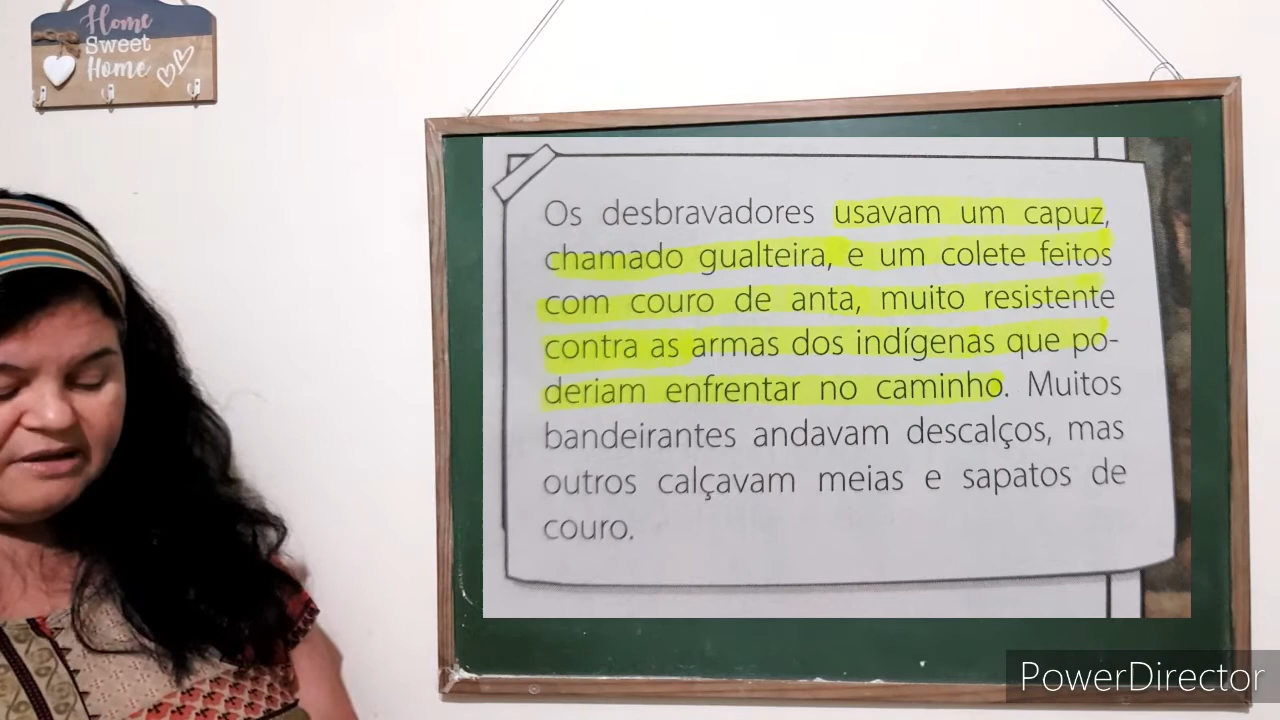 Home
Sweet
Home
Os desbravadores usavam um capuz,
chamado gualteira, e um colete feitos
com couro de anta, muito resistente
contra as armas dos indígenas que po-
deriam enfrentar no caminho. Muitos
bandeirantes andavam descalços, mas
outros calçavam meias e sapatos de
couro.
PowerDirector